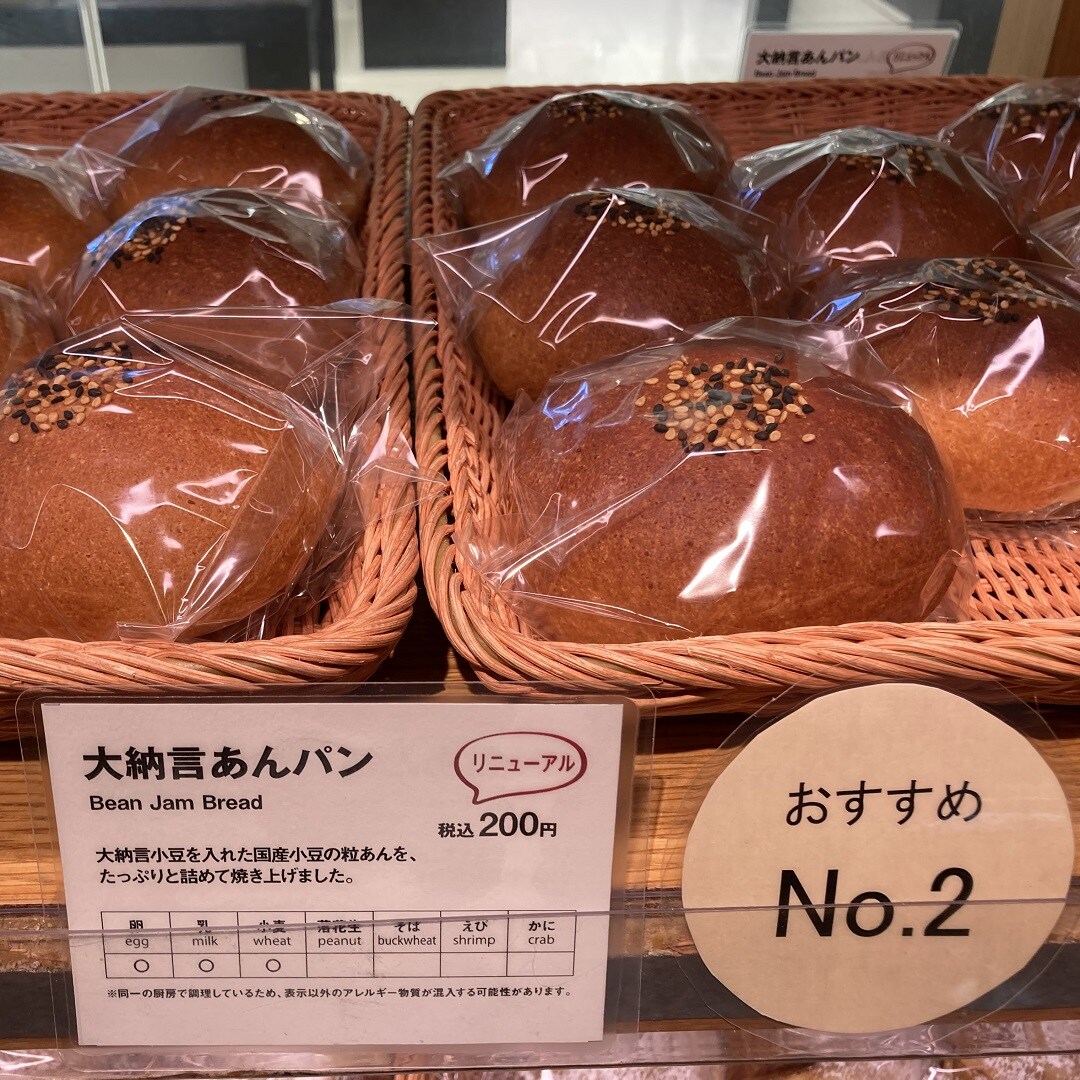 大納言あんパン
Bean Jam Bread
大納言あんパン
リニューアル
Bean Jam Bread
税込200円
大納言小豆を入れた国産小豆の粒あんを、
たっぷりと詰めて焼き上げました。
卵 乳 小麦 落花生 そば えび かに
egg milk wheat peanut buckwheat shrimp crab
○ ○ ○
※同一の厨房で調理しているため、表示以外のアレルギー物質が混入する可能性があります。
おすすめ
No.2